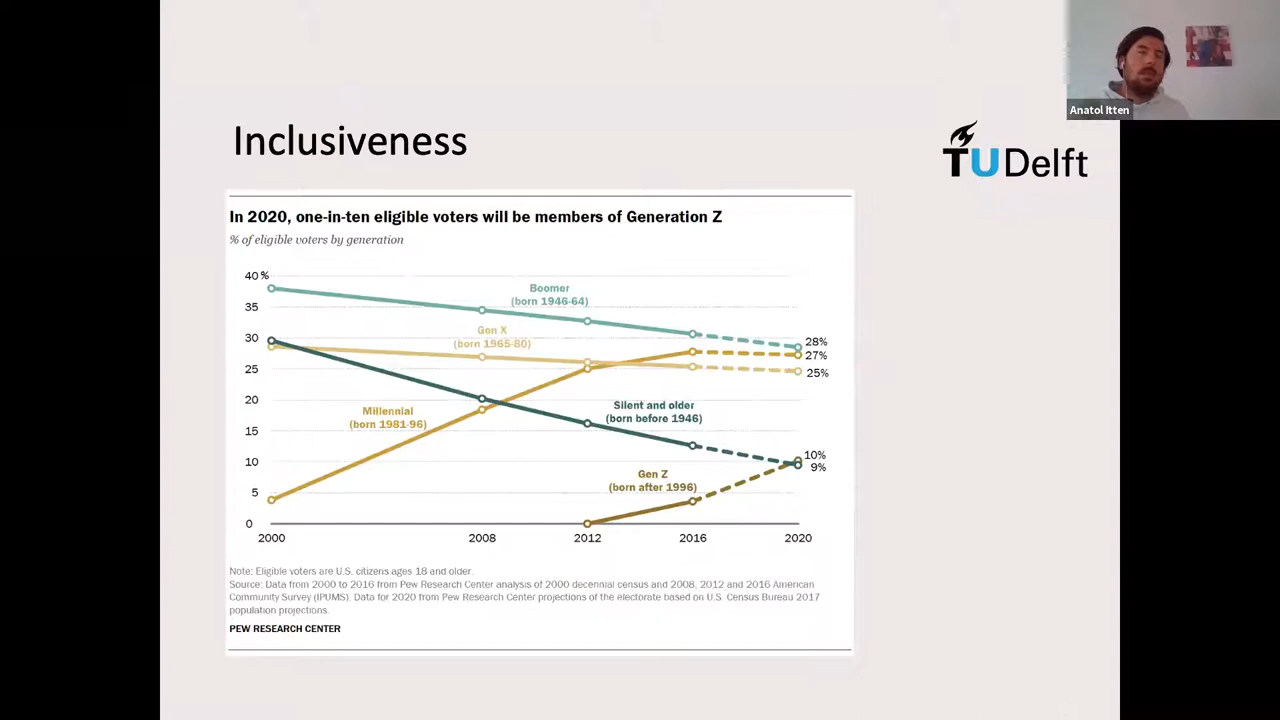 Anatol Itten
Inclusiveness
TU Delft
In 2020, one-in-ten eligible voters will be members of Generation Z
% of eligible voters by generation
40 %
35
30
25
20
15
10
5
0
Boomer
(born 1946-64)
Gen X
(born 1965-80)
Millennial
(born 1981-96)
Silent and older
(born before 1946)
Gen Z
(born after 1996)
28%
27%
25%
10%
9%
2000 2008 2012 2016 2020
Note: Eligible voters are U.S. citizens ages 18 and older.
Source: Data from 2000 to 2016 from Pew Research Center analysis of 2000 decennial census and 2008, 2012 and 2016 American
Community Survey (IPUMS). Data for 2020 from Pew Research Center projections of the electorate based on U.S. Census Bureau 2017
population projections.
PEW RESEARCH CENTER